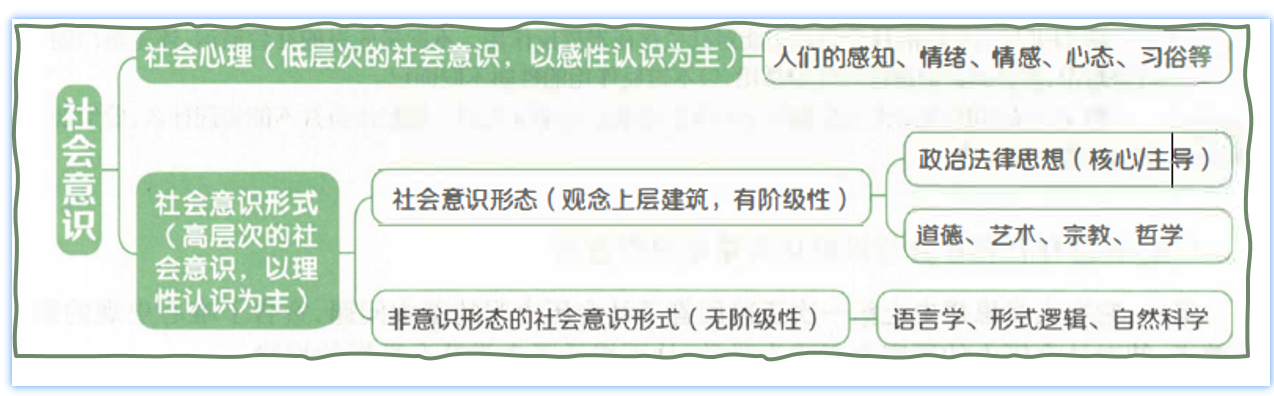 社会意识
社会心理（低层次的社会意识，以感性认识为主）
人们的感知、情绪、情感、心态、习俗等
社会意识形式
（高层次的社
会意识，以理
性认识为主）
社会意识形态（观念上层建筑，有阶级性）
政治法律思想（核心/主导）
道德、艺术、宗教、哲学
非意识形态的社会意识形式（无阶级性）
语言学、形式逻辑、自然科学